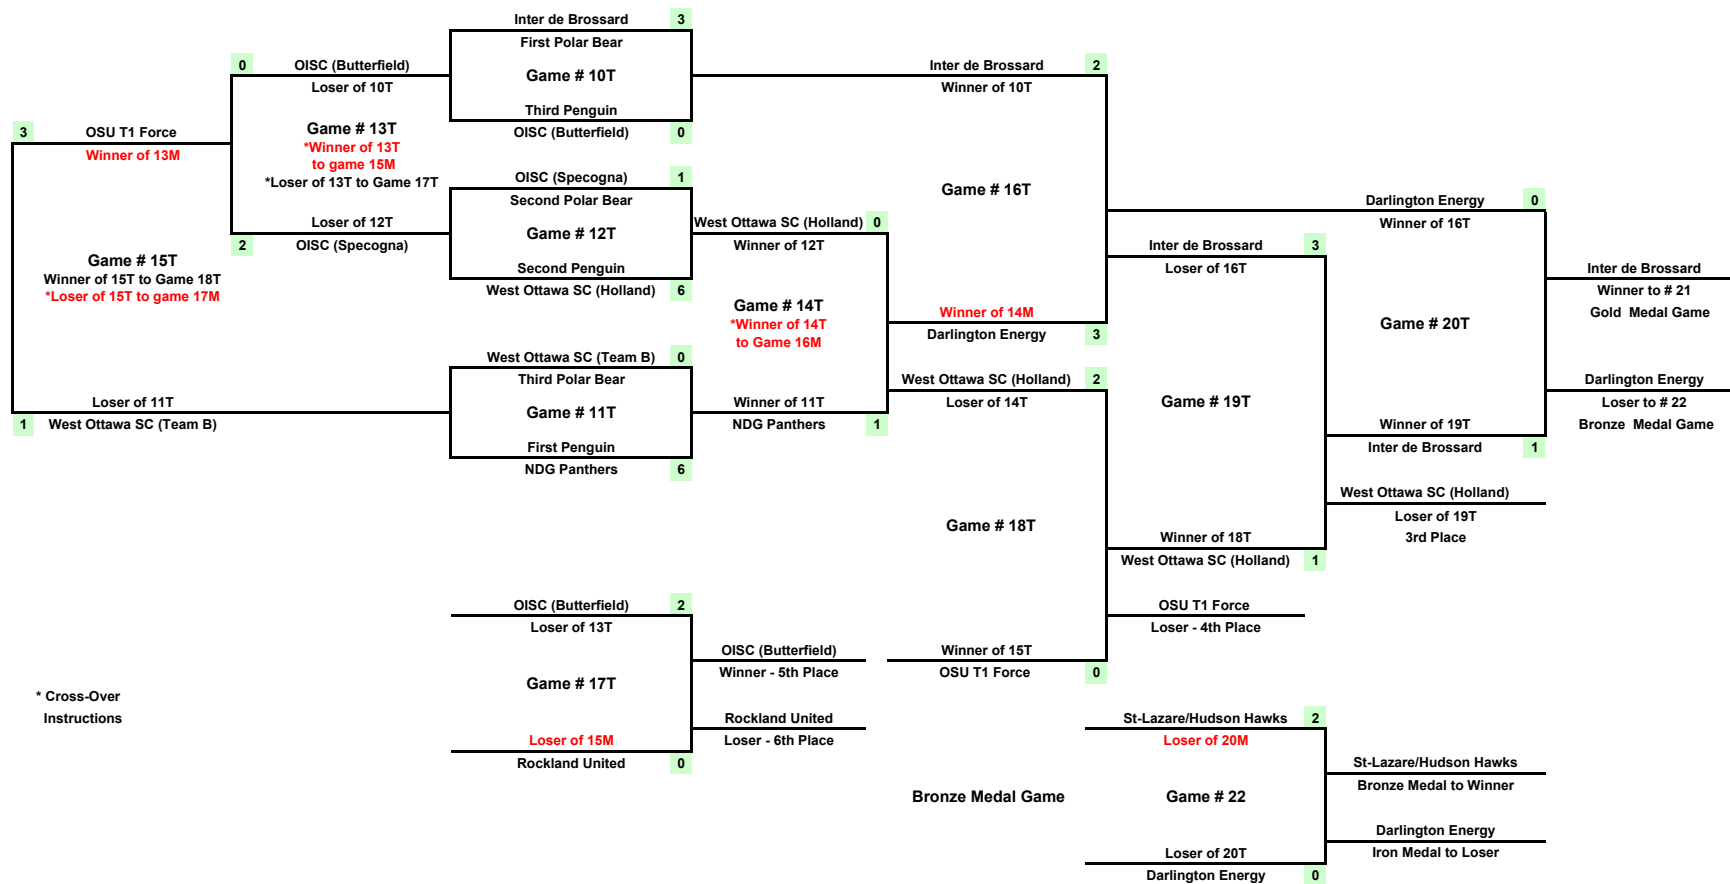 Inter de Brossard 3
First Polar Bear
Game # 10T
Third Penguin
OISC (Butterfield) 0
0 OISC (Butterfield)
Loser of 10T
Game # 13T
*Winner of 13T
to game 15M
*Loser of 13T to Game 17T
Loser of 12T
2 OISC (Specogna)
3 OSU T1 Force
Winner of 13M
Game # 15T
Winner of 15T to Game 18T
*Loser of 15T to game 17M
Loser of 11T
1 West Ottawa SC (Team B)
OISC (Specogna) 1
Second Polar Bear
Game # 12T
Second Penguin
West Ottawa SC (Holland) 6
West Ottawa SC (Team B) 0
Third Polar Bear
Game # 11T
First Penguin
NDG Panthers 6
West Ottawa SC (Holland) 0
Winner of 12T
Game # 14T
*Winner of 14T
to Game 16M
Winner of 11T
NDG Panthers 1
Inter de Brossard 2
Winner of 10T
Game # 16T
Winner of 14M
Darlington Energy 3
West Ottawa SC (Holland) 2
Loser of 14T
Game # 18T
Winner of 15T
OSU T1 Force 0
Inter de Brossard 3
Loser of 16T
Game # 19T
Winner of 18T
West Ottawa SC (Holland) 1
OSU T1 Force
Loser - 4th Place
Darlington Energy 0
Winner of 16T
Game # 20T
Winner of 19T
Inter de Brossard 1
West Ottawa SC (Holland)
Loser of 19T
3rd Place
Inter de Brossard
Winner to # 21
Gold Medal Game
Darlington Energy
Loser to # 22
Bronze Medal Game
OISC (Butterfield) 2
Loser of 13T
Game # 17T
Loser of 15M
Rockland United 0
OISC (Butterfield)
Winner - 5th Place
Rockland United
Loser - 6th Place
* Cross-Over
Instructions
Bronze Medal Game
St-Lazare/Hudson Hawks 2
Loser of 20M
Game # 22
Loser of 20T
Darlington Energy 0
St-Lazare/Hudson Hawks
Bronze Medal to Winner
Darlington Energy
Iron Medal to Loser